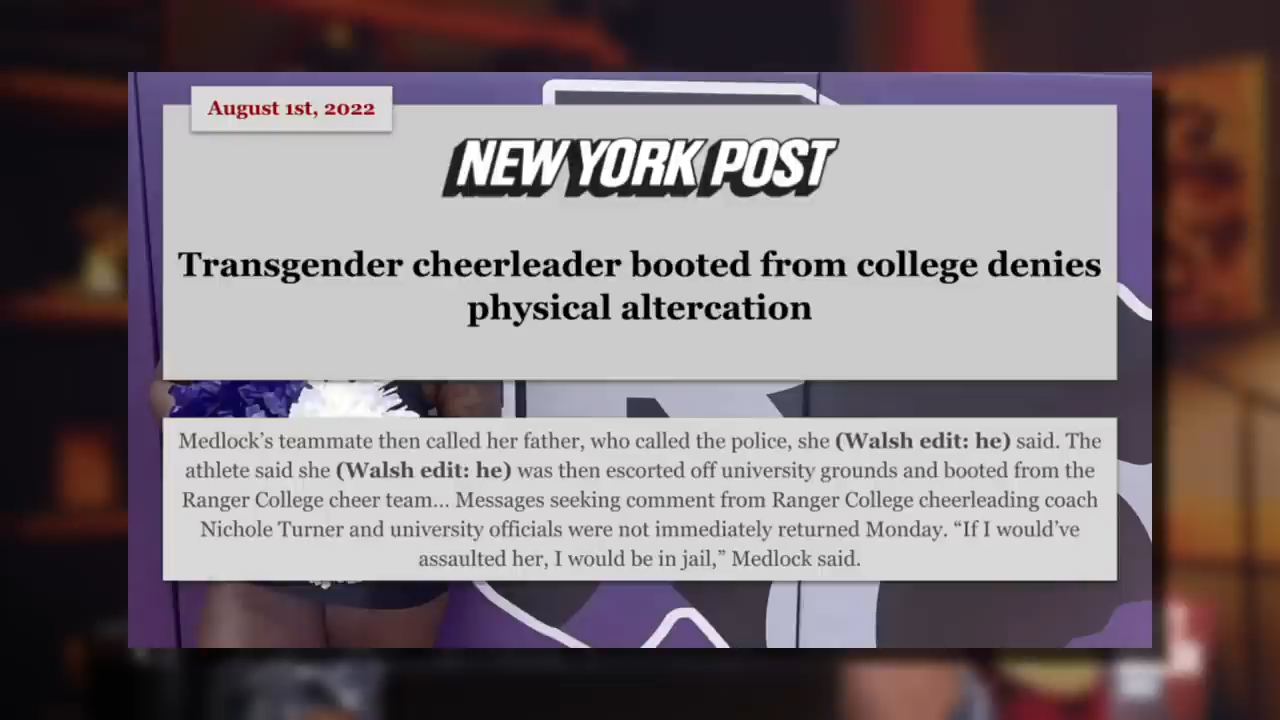 August 1st, 2022
NEW YORK POST
Transgender cheerleader booted from college denies
physical altercation
Medlock’s teammate then called her father, who called the police, she (Walsh edit: he) said. The
athlete said she (Walsh edit: he) was then escorted off university grounds and booted from the
Ranger College cheer team... Messages seeking comment from Ranger College cheerleading coach
Nichole Turner and university officials were not immediately returned Monday. “If I would’ve
assaulted her, I would be in jail,” Medlock said.